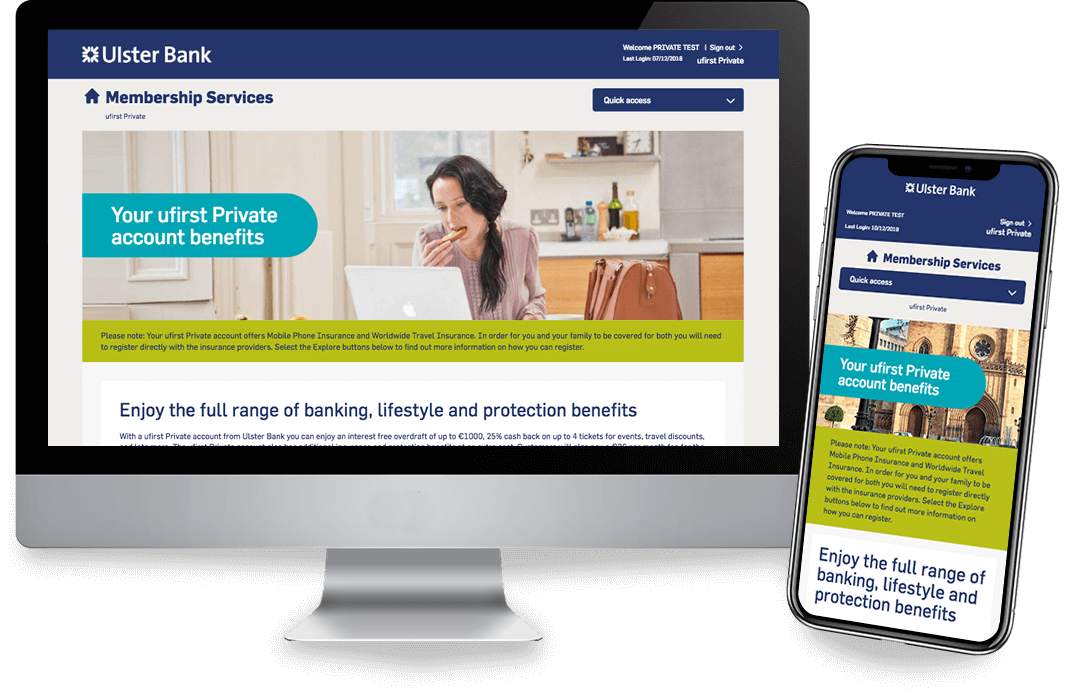 Ulster Bank
Welcome PRIVATE TEST | Sign out >
Last Login: 07/12/2018 ufirst Private
Membership Services
ufirst Private
Quick access
Your ufirst Private
account benefits
Please note: Your ufirst Private account offers Mobile Phone Insurance and Worldwide Travel Insurance. In order for you and your family to be covered for both you will need
to register directly with the insurance providers. Select the Explore buttons below to find out more information on how you can register.
Enjoy the full range of banking, lifestyle and protection benefits
With a ufirst Private account from Ulster Bank you can enjoy an interest free overdraft of up to €1000, 25% cash back on up to 4 tickets for events, travel discounts,
Ulster Bank
Welcome PRIVATE TEST
Sign out >
Last Login: 10/12/2018
ufirst Private
Membership Services
Quick access
ufirst Private
Your ufirst Private
account benefits
Please note: Your ufirst Private account offers
Mobile Phone Insurance and Worldwide Travel
Insurance. In order for you and your family to be
covered for both you will need to register directly
with the insurance providers. Select the Explore
buttons below to find out more information on
how you can register.
Enjoy the full range of
banking, lifestyle and
protection benefits